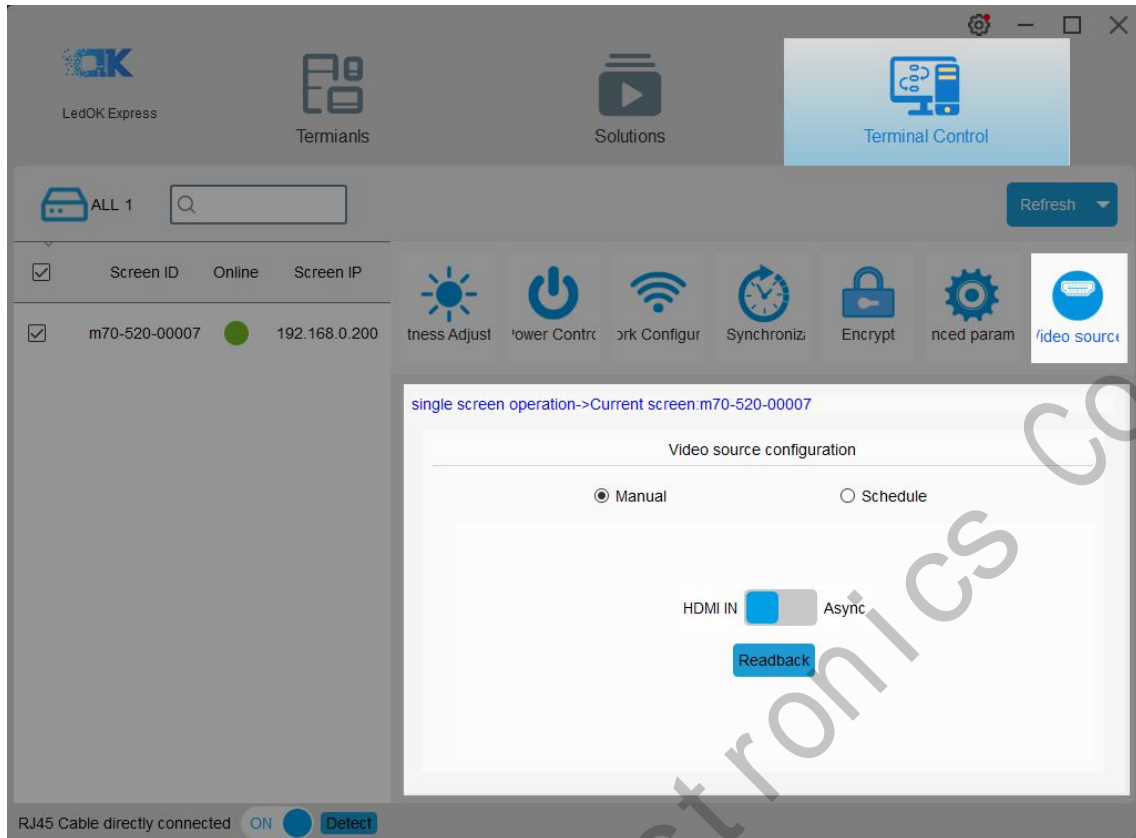 LedOK Express
Termianls
Solutions
Terminal Control
ALL 1
Refresh
Screen ID Online Screen IP
m70-520-00007 192.168.0.200
tness Adjust
ower Contro
ork Configur
Synchroniz
Encrypt
nced param
ideo source
single screen operation->Current screen:m70-520-00007
Video source configuration
Manual Schedule
HDMI IN Async
Readback
RJ45 Cable directly connected ON Detect
ctronics Co